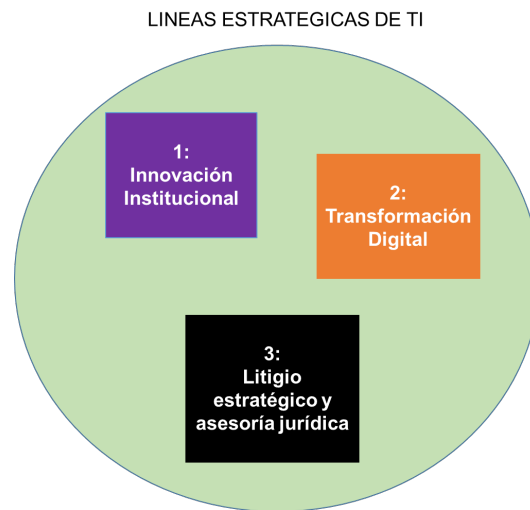 LINEAS ESTRATEGICAS DE TI
1:
Innovación
Institucional
2:
Transformación
Digital
3:
Litigio
estratégico y
asesoría jurídica